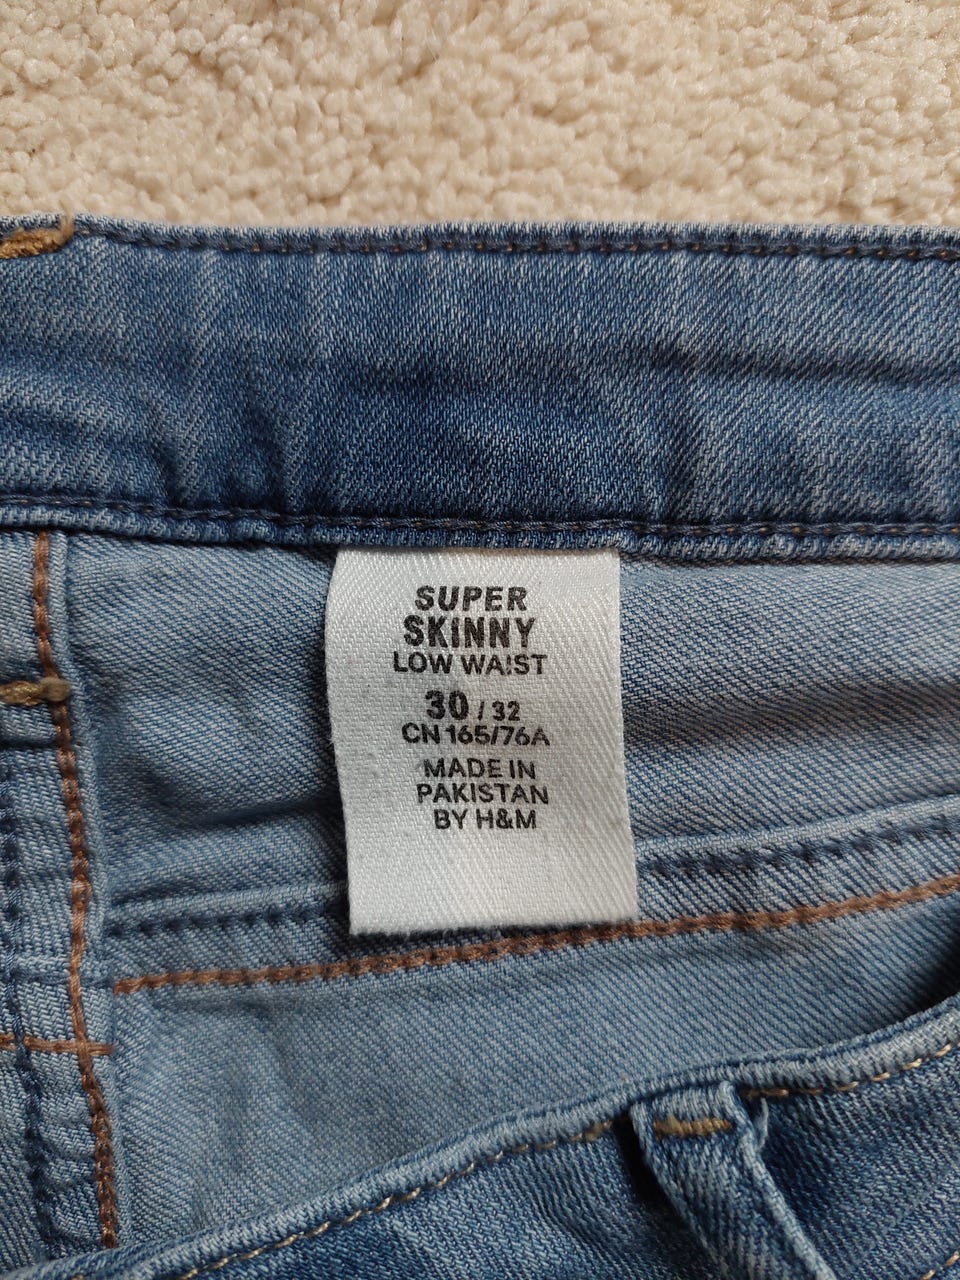 SUPER
SKINNY
LOW WAIST
30 / 32
CN 165/76A
MADE IN
PAKISTAN
BY H&M